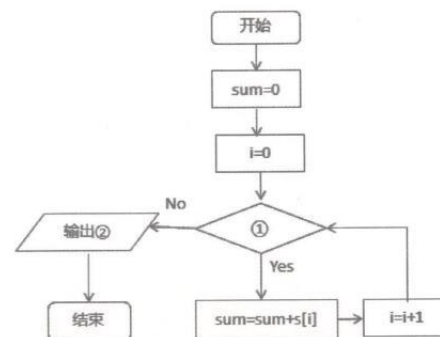 开始
sum=0
i=0
①
No
输出②
Yes
结束
sum=sum+s[i]
i=i+1